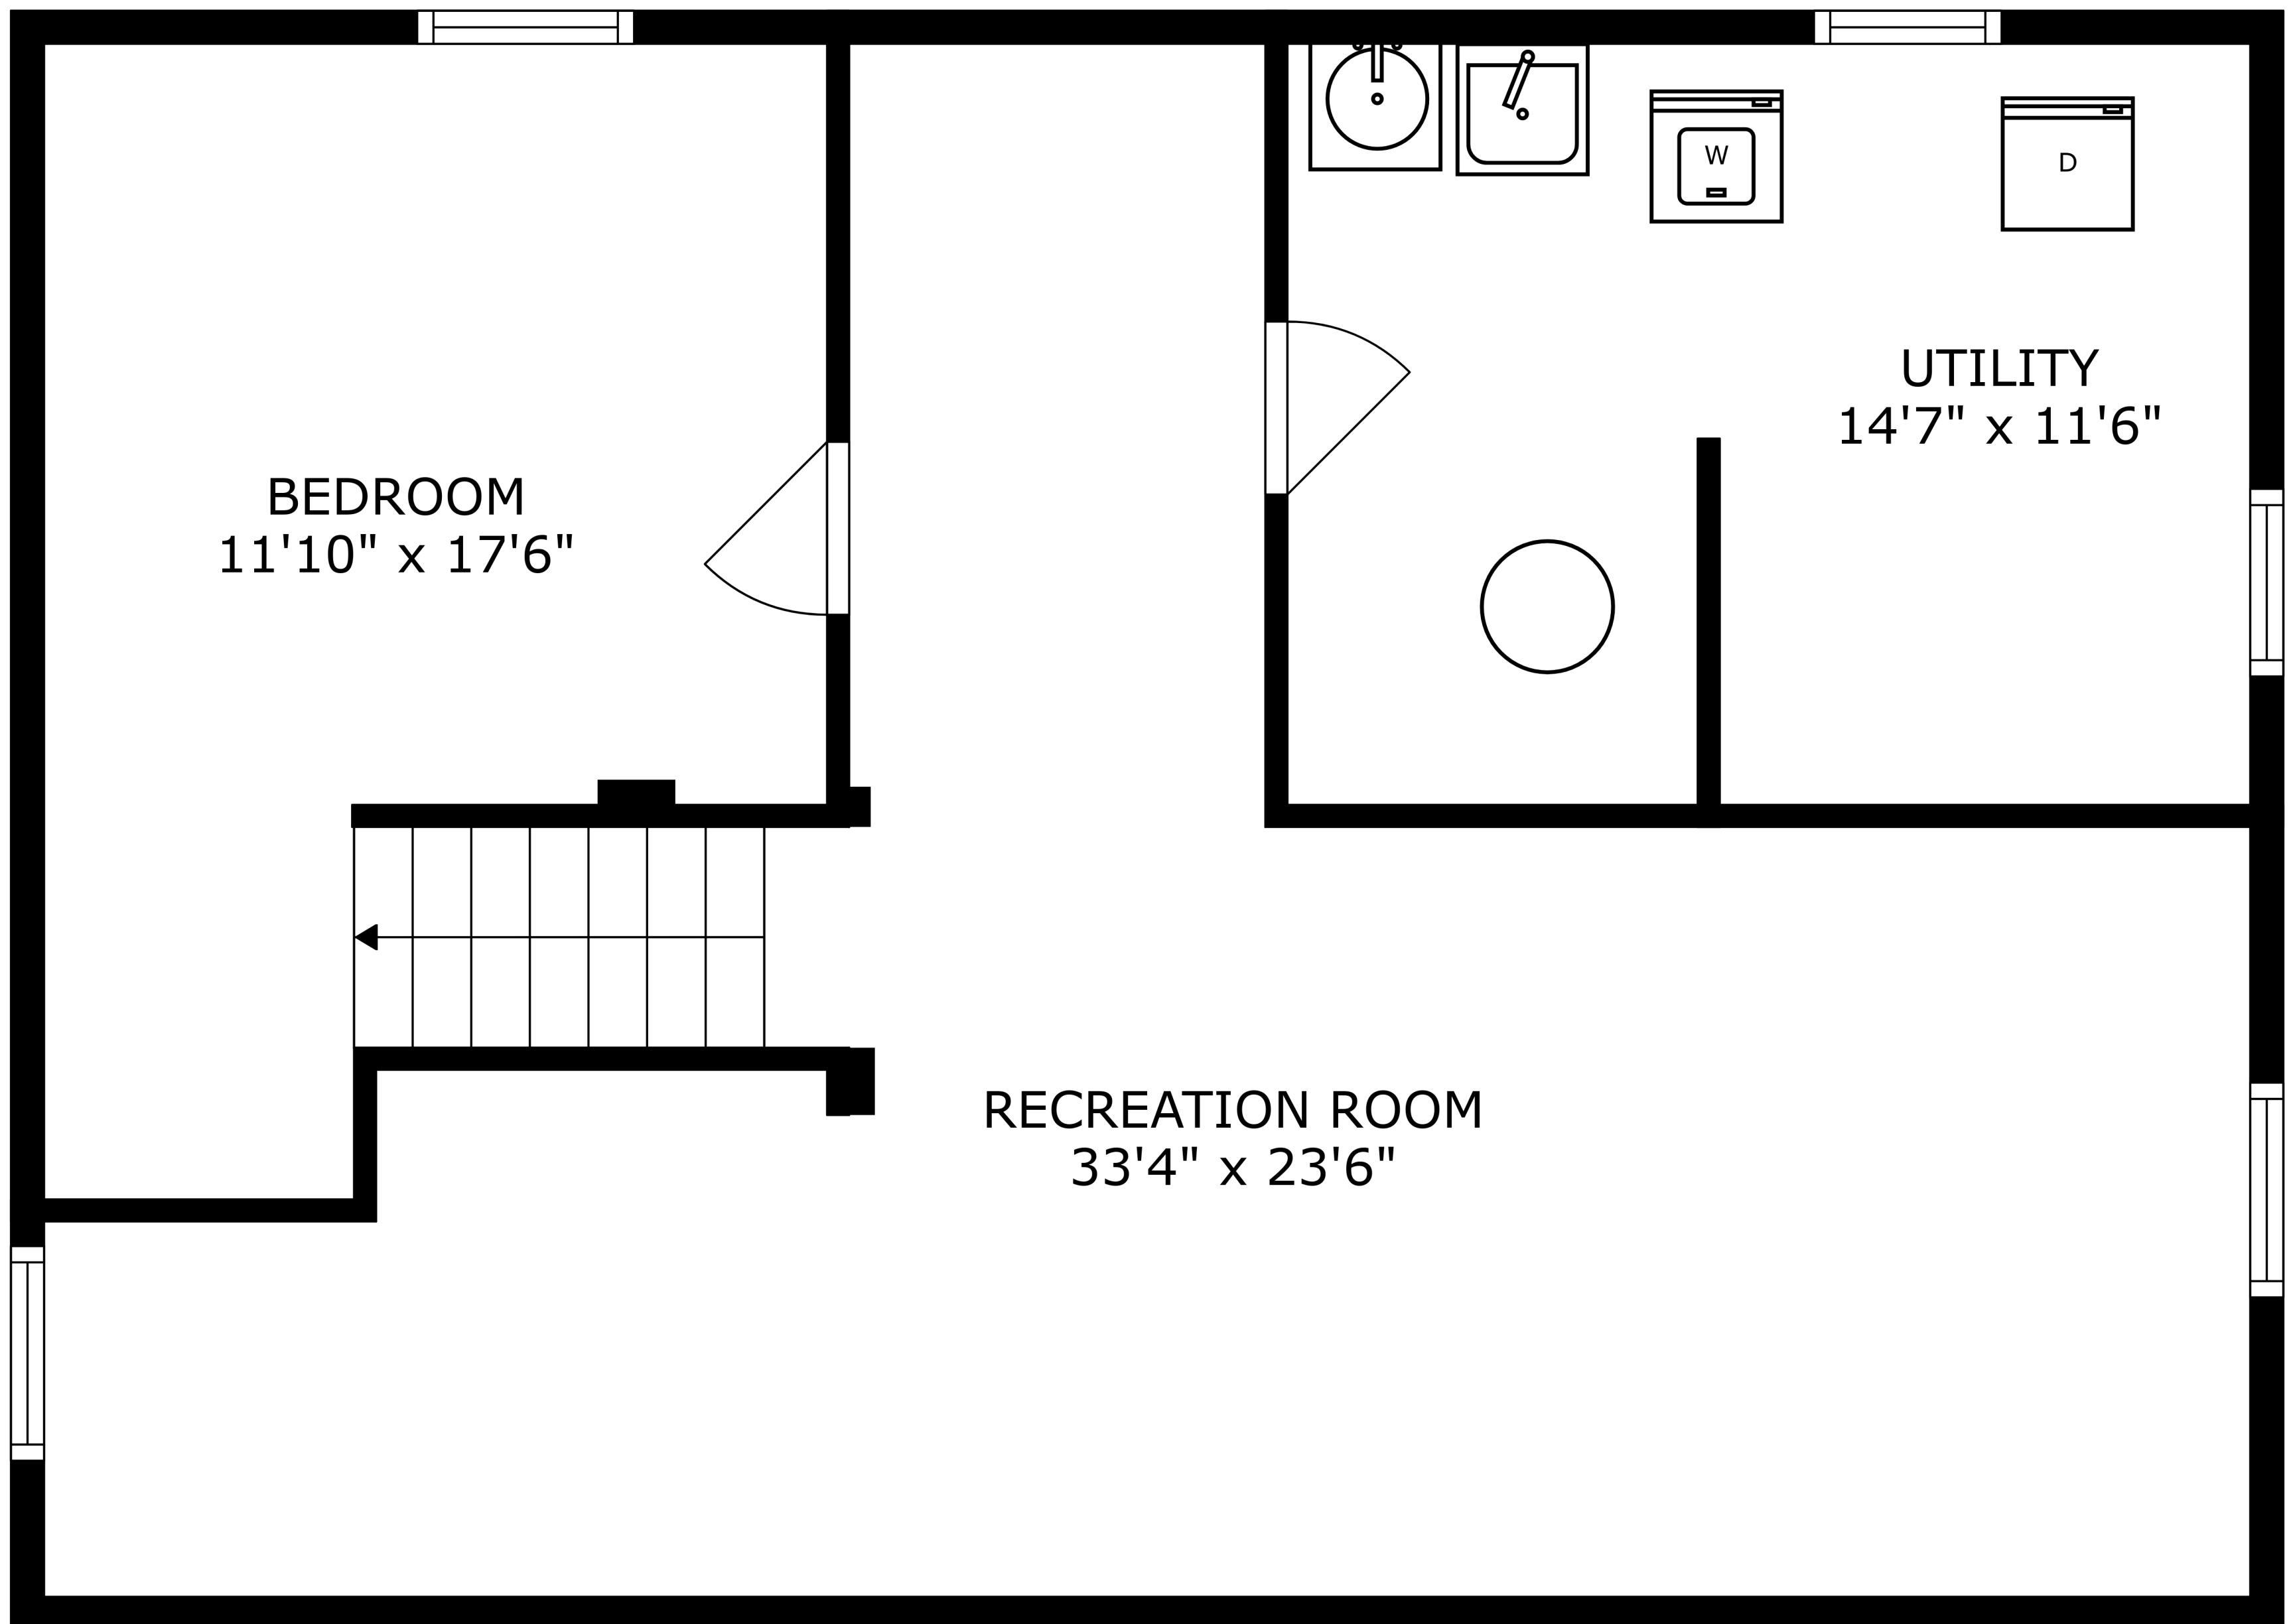 W
D
UTILITY
14'7" x 11'6"
BEDROOM
11'10" x 17'6"
RECREATION ROOM
33'4" x 23'6"